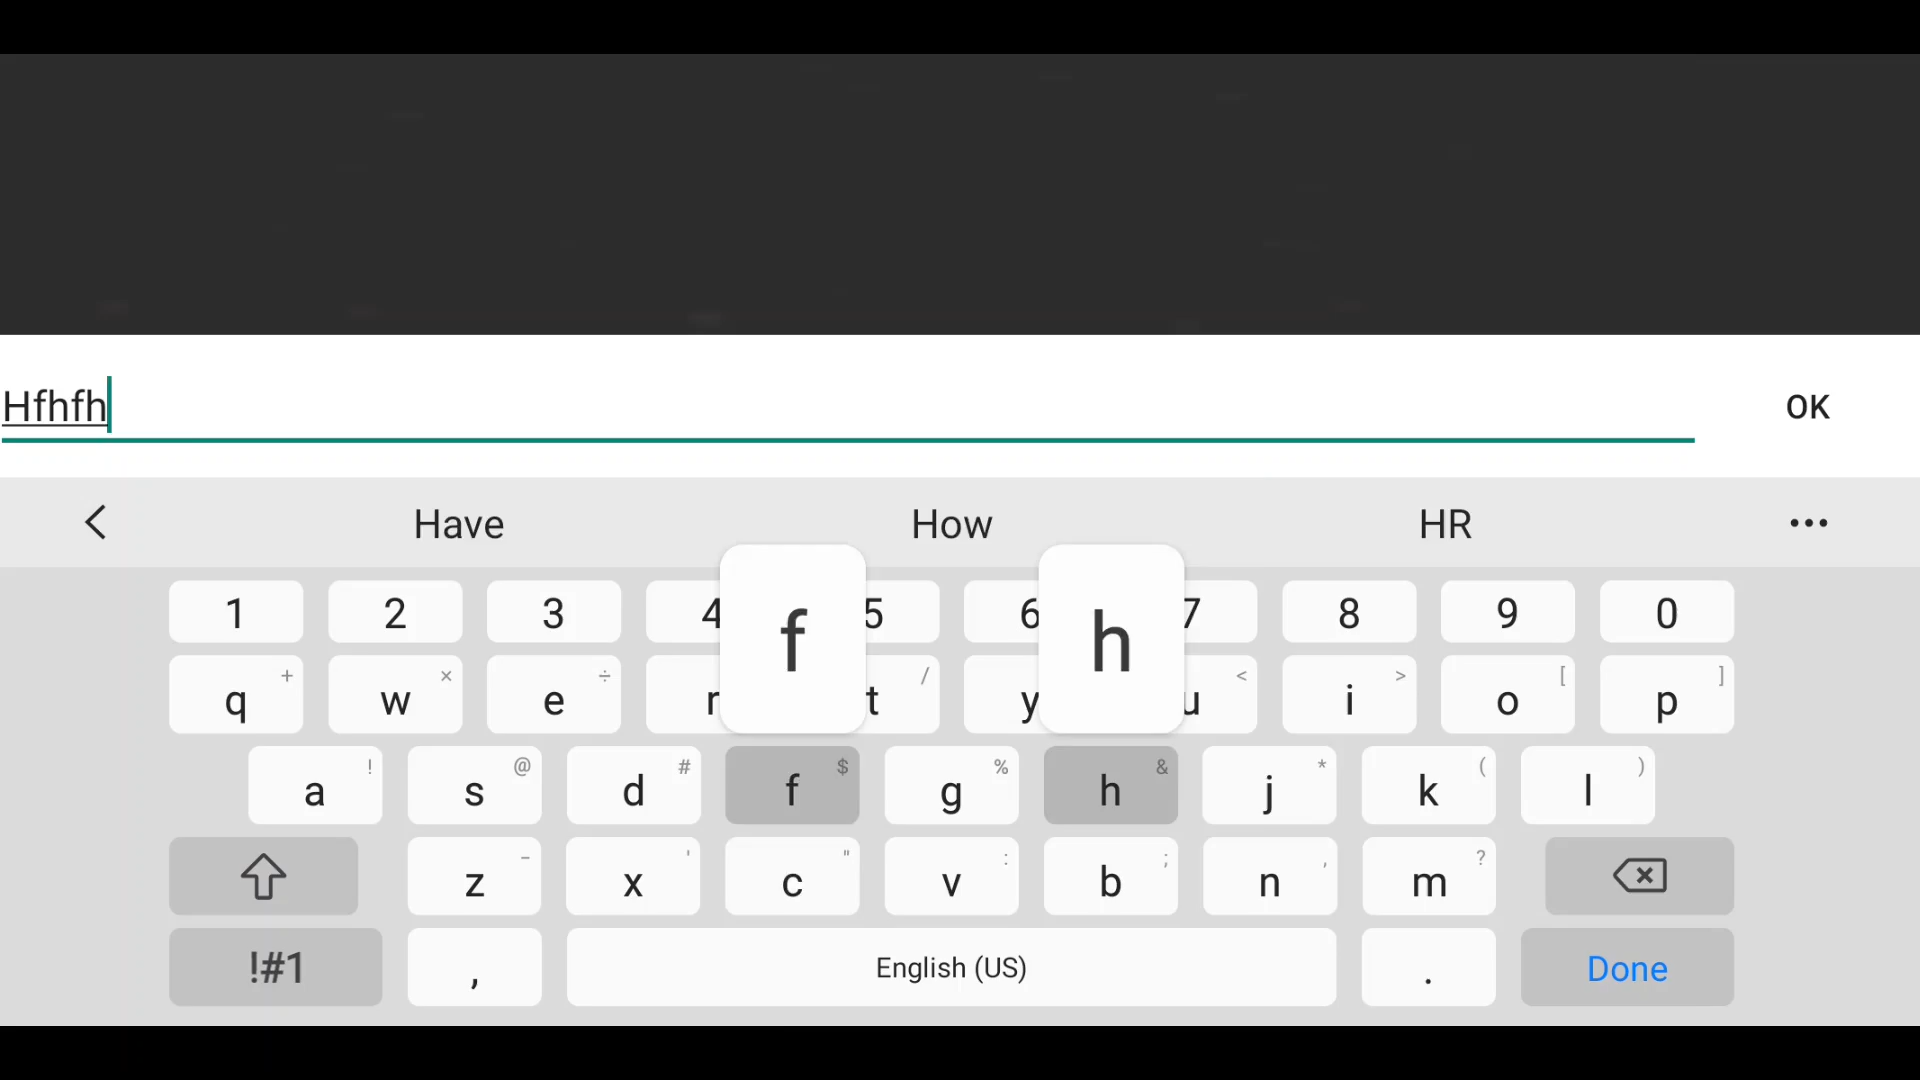 Hfhfh
OK
Have How HR
1 2 3 4 5 6 7 8 9 0
f h
q + w × e ÷ r t / y u < i > o [ p ]
a ! s @ d # f $ g % h & j * k ( l )
z - x ' c " v : b ; n , m ?
!#1 , English (US) . Done